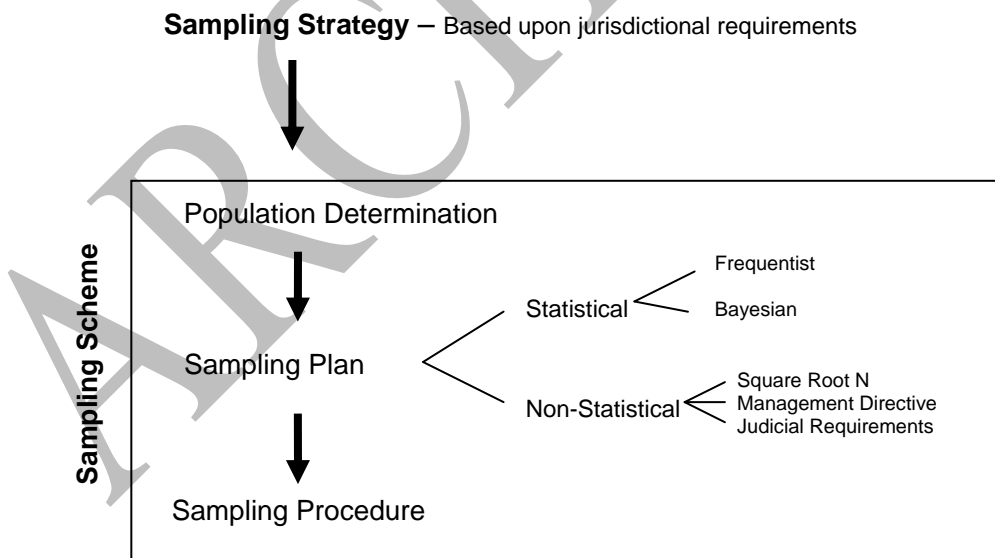 Sampling Strategy – Based upon jurisdictional requirements
Sampling Scheme
Population Determination
Sampling Plan
Statistical
Frequentist
Bayesian
Non-Statistical
Square Root N
Management Directive
Judicial Requirements
Sampling Procedure
ARCH